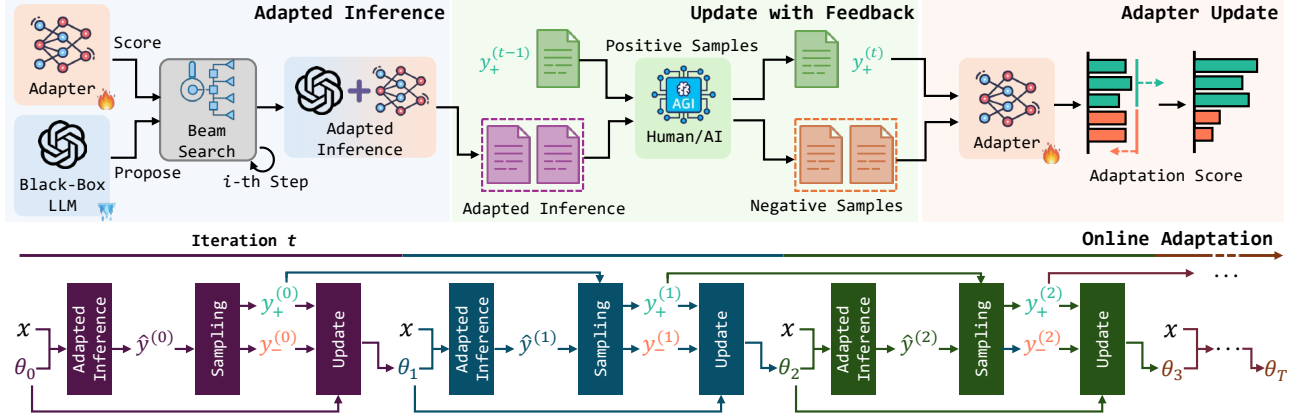 Adapted Inference
Update with Feedback
Adapter Update
Score
Adapter
Black-Box
LLM
Propose
Beam
Search
i-th Step
Adapted
Inference
y₊⁽ᵗ⁻¹⁾
Positive Samples
y₊⁽ᵗ⁾
AGI
Human/AI
Adapted Inference
Negative Samples
Adapter
Adaptation Score
Iteration t
Online Adaptation
x
θ₀
Adapted
Inference
ŷ⁽⁰⁾
Sampling
y₊⁽⁰⁾
y₋⁽⁰⁾
Update
x
θ₁
Adapted
Inference
ŷ⁽¹⁾
Sampling
y₊⁽¹⁾
y₋⁽¹⁾
Update
x
θ₂
Adapted
Inference
ŷ⁽²⁾
Sampling
y₊⁽²⁾
y₋⁽²⁾
Update
...
x
θ₃
...
θ_T